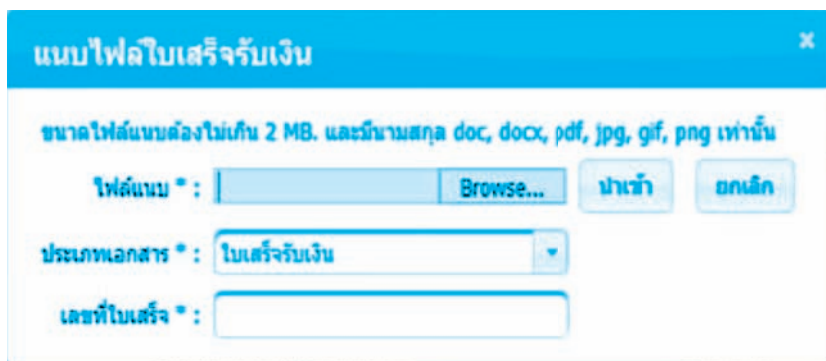 แนบไฟล์ใบเสร็จรับเงิน ×
ขนาดไฟล์แนบต้องไม่เกิน 2 MB. และมีนามสกุล doc, docx, pdf, jpg, gif, png เท่านั้น
ไฟล์แนบ * : Browse... นำเข้า ยกเลิก
ประเภทเอกสาร * : ใบเสร็จรับเงิน
เลขที่ใบเสร็จ * :